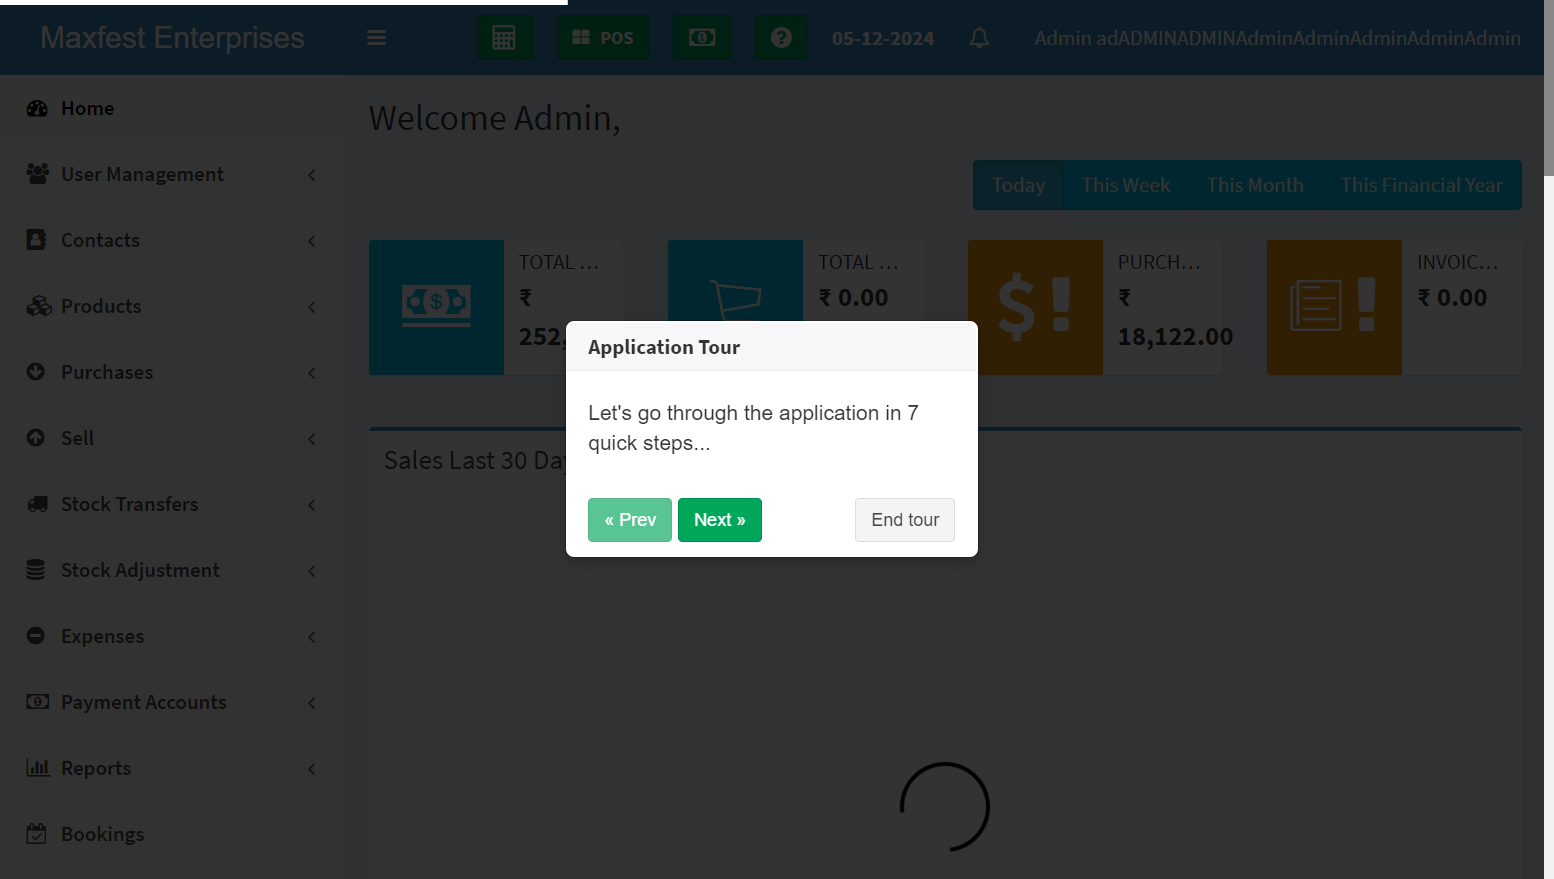 Maxfest Enterprises
POS
05-12-2024
Admin adADMINADMINAdminAdminAdminAdminAdmin
Home
User Management
Contacts
Products
Purchases
Sell
Stock Transfers
Stock Adjustment
Expenses
Payment Accounts
Reports
Bookings
Welcome Admin,
Today
This Week
This Month
This Financial Year
TOTAL ...
₹
252,
TOTAL ...
₹ 0.00
PURCH...
₹
18,122.00
INVOIC...
₹ 0.00
Sales Last 30 Da
Application Tour
Let's go through the application in 7
quick steps...
« Prev
Next »
End tour